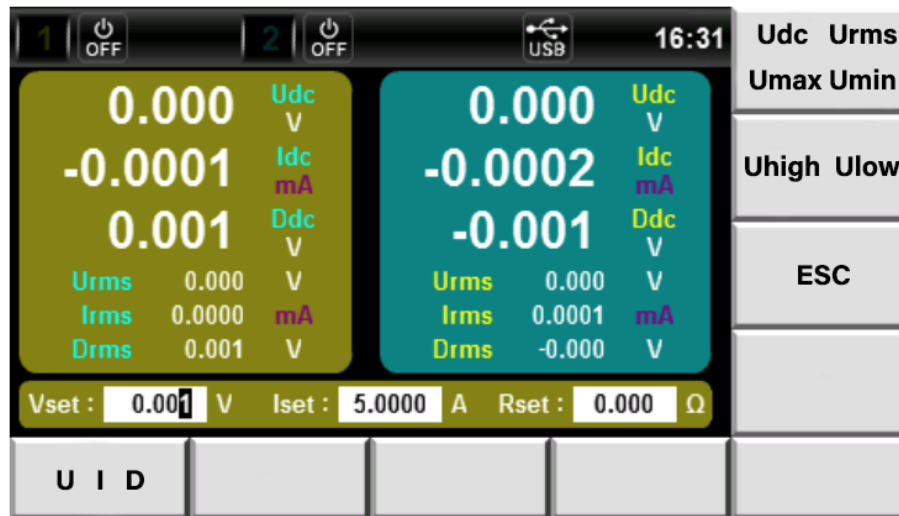 1 OFF 2 OFF USB 16:31
0.000 Udc V
-0.0001 Idc mA
0.001 Ddc V
Urms 0.000 V
Irms 0.0000 mA
Drms 0.001 V
0.000 Udc V
-0.0002 Idc mA
-0.001 Ddc V
Urms 0.000 V
Irms 0.0001 mA
Drms -0.000 V
Vset : 0.001 V Iset : 5.0000 A Rset : 0.000 Ω
Udc Urms
Umax Umin
Uhigh Ulow
ESC
U I D